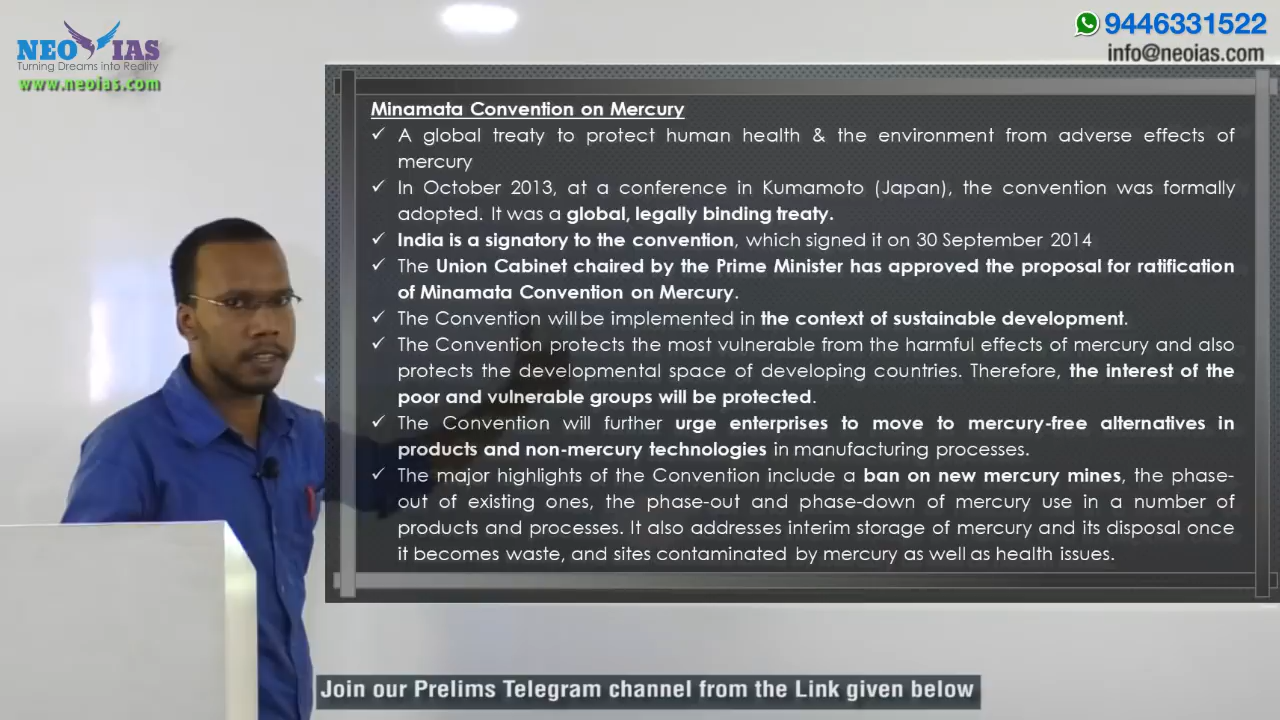 NEO IAS
Turning Dreams into Reality
www.neoias.com
9446331522
info@neoias.com
Minamata Convention on Mercury
✓ A global treaty to protect human health & the environment from adverse effects of
mercury
✓ In October 2013, at a conference in Kumamoto (Japan), the convention was formally
adopted. It was a global, legally binding treaty.
✓ India is a signatory to the convention, which signed it on 30 September 2014
✓ The Union Cabinet chaired by the Prime Minister has approved the proposal for ratification
of Minamata Convention on Mercury.
✓ The Convention will be implemented in the context of sustainable development.
✓ The Convention protects the most vulnerable from the harmful effects of mercury and also
protects the developmental space of developing countries. Therefore, the interest of the
poor and vulnerable groups will be protected.
✓ The Convention will further urge enterprises to move to mercury-free alternatives in
products and non-mercury technologies in manufacturing processes.
✓ The major highlights of the Convention include a ban on new mercury mines, the phase-
out of existing ones, the phase-out and phase-down of mercury use in a number of
products and processes. It also addresses interim storage of mercury and its disposal once
it becomes waste, and sites contaminated by mercury as well as health issues.
Join our Prelims Telegram channel from the Link given below